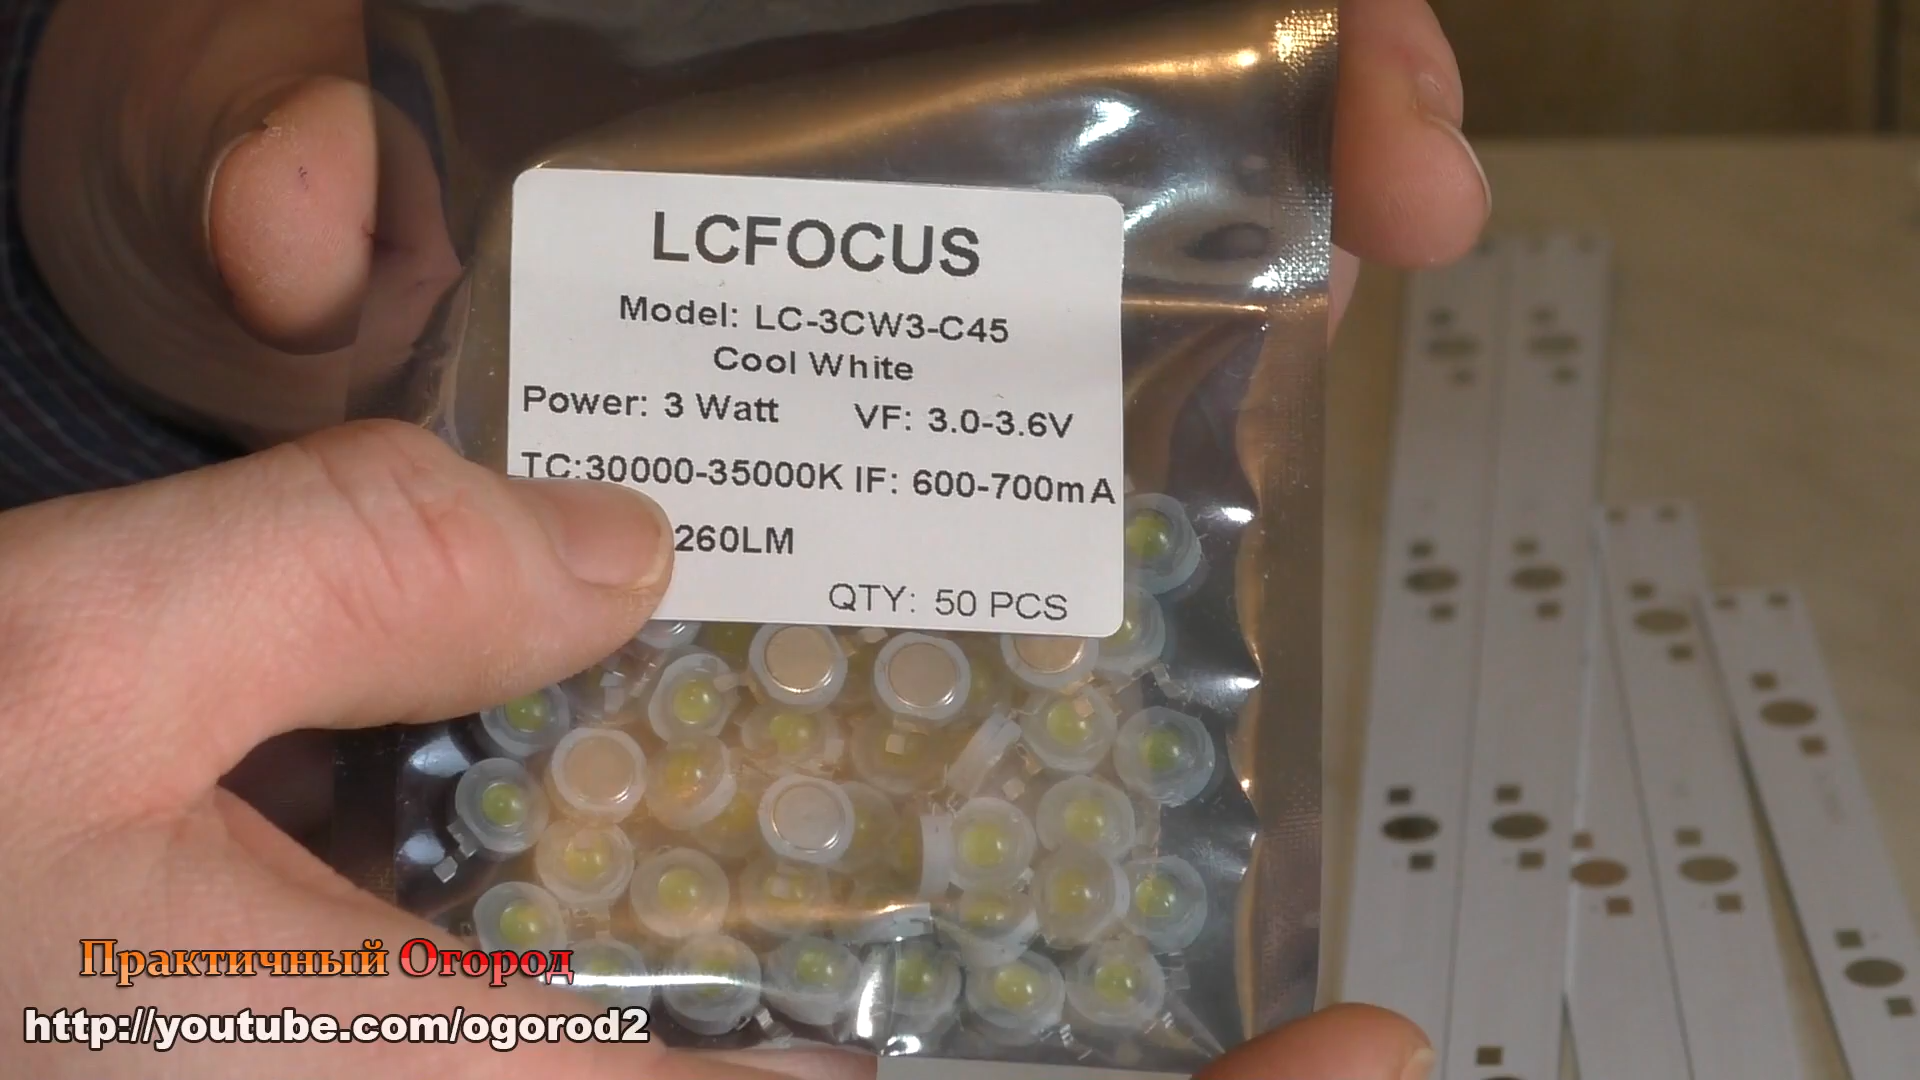 LCFOCUS
Model: LC-3CW3-C45
Cool White
Power: 3 Watt VF: 3.0-3.6V
TC:30000-35000K IF: 600-700mA
260LM
QTY: 50 PCS
Практичный Огород
http://youtube.com/ogorod2